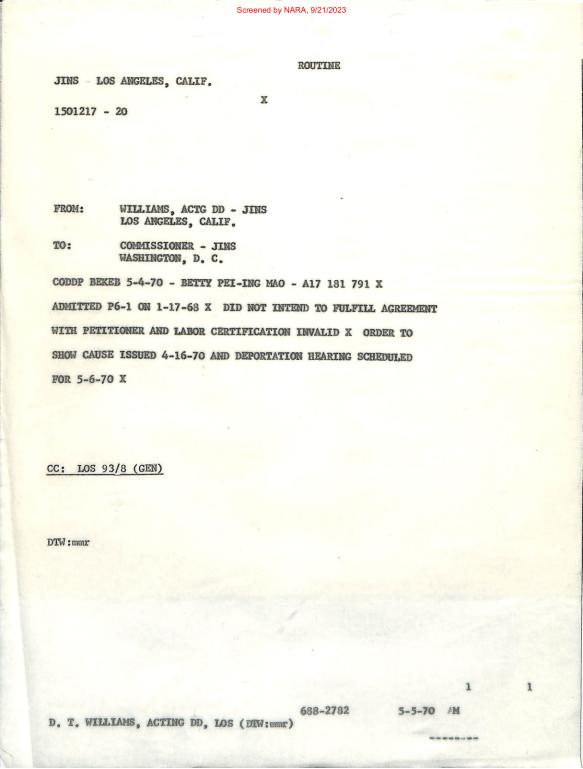 Screened by NARA, 9/21/2023
ROUTINE
JINS - LOS ANGELES, CALIF.
X
1501217 - 20
FROM: WILLIAMS, ACTG DD - JINS
LOS ANGELES, CALIF.
TO: COMMISSIONER - JINS
WASHINGTON, D. C.
CODDP BEKEB 5-4-70 - BETTY PEI-ING MAO - A17 181 791 X
ADMITTED P6-1 ON 1-17-68 X DID NOT INTEND TO FULFILL AGREEMENT
WITH PETITIONER AND LABOR CERTIFICATION INVALID X ORDER TO
SHOW CAUSE ISSUED 4-16-70 AND DEPORTATION HEARING SCHEDULED
FOR 5-6-70 X
CC: LOS 93/8 (GEN)
DTW:mmr
1 1
688-2782 5-5-70 AM
D. T. WILLIAMS, ACTING DD, LOS (DTW:mmr)
--------